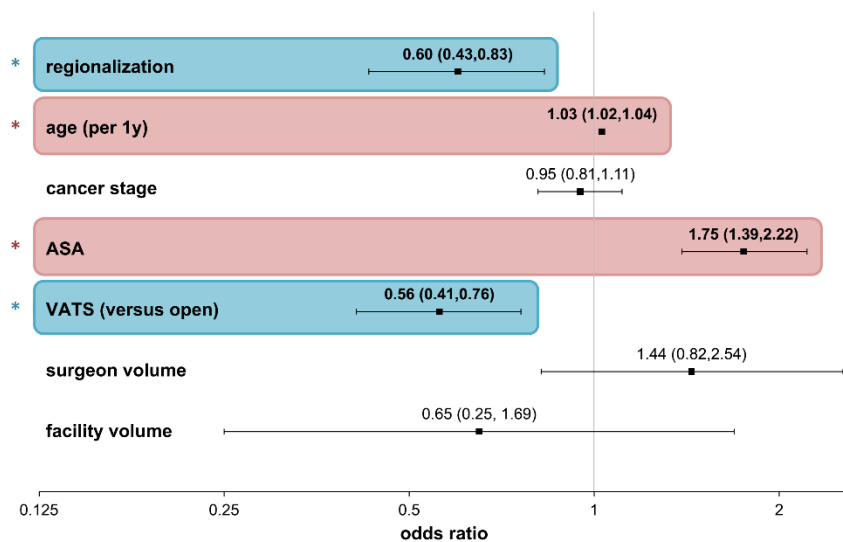 0.60 (0.43,0.83)
* regionalization
1.03 (1.02,1.04)
* age (per 1y)
0.95 (0.81,1.11)
cancer stage
1.75 (1.39,2.22)
* ASA
0.56 (0.41,0.76)
* VATS (versus open)
1.44 (0.82,2.54)
surgeon volume
0.65 (0.25, 1.69)
facility volume
0.125 0.25 0.5 1 2
odds ratio